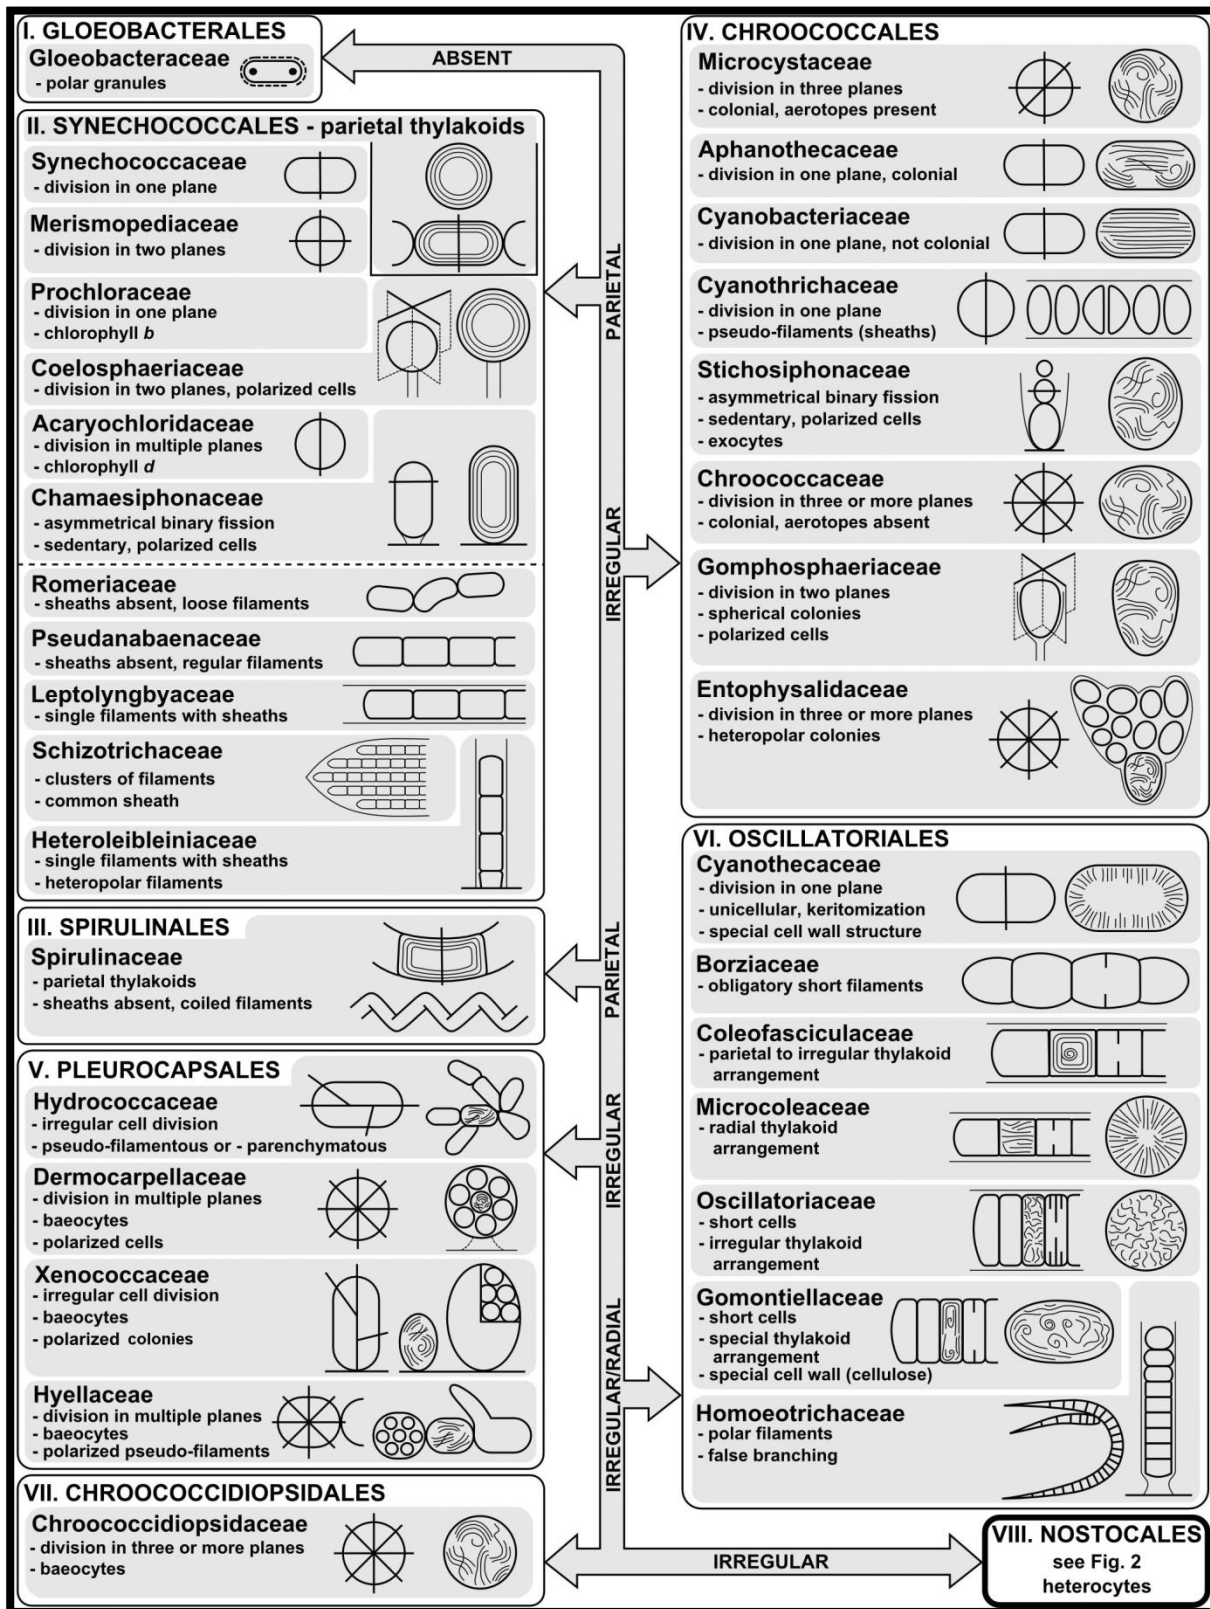 I. GLOEOBACTERALES
Gloeobacteraceae
- polar granules
II. SYNECHOCOCCALES - parietal thylakoids
Synechococcaceae
- division in one plane
Merismopediaceae
- division in two planes
Prochloraceae
- division in one plane
- chlorophyll b
Coelosphaeriaceae
- division in two planes, polarized cells
Acaryochloridaceae
- division in multiple planes
- chlorophyll d
Chamaesiphonaceae
- asymmetrical binary fission
- sedentary, polarized cells
Romeriaceae
- sheaths absent, loose filaments
Pseudanabaenaceae
- sheaths absent, regular filaments
Leptolyngbyaceae
- single filaments with sheaths
Schizotrichaceae
- clusters of filaments
- common sheath
Heteroleibleiniaceae
- single filaments with sheaths
- heteropolar filaments
III. SPIRULINALES
Spirulinaceae
- parietal thylakoids
- sheaths absent, coiled filaments
V. PLEUROCAPSALES
Hydrococcaceae
- irregular cell division
- pseudo-filamentous or - parenchymatous
Dermocarpellaceae
- division in multiple planes
- baeocytes
- polarized cells
Xenococcaceae
- irregular cell division
- baeocytes
- polarized colonies
Hyellaceae
- division in multiple planes
- baeocytes
- polarized pseudo-filaments
VII. CHROOCOCCIDIOPSIDALES
Chroococcidiopsidaceae
- division in three or more planes
- baeocytes
ABSENT
PARIETAL
IRREGULAR
PARIETAL
IRREGULAR
IRREGULAR/RADIAL
IRREGULAR
IV. CHROOCOCCALES
Microcystaceae
- division in three planes
- colonial, aerotopes present
Aphanothecaceae
- division in one plane, colonial
Cyanobacteriaceae
- division in one plane, not colonial
Cyanothrichaceae
- division in one plane
- pseudo-filaments (sheaths)
Stichosiphonaceae
- asymmetrical binary fission
- sedentary, polarized cells
- exocytes
Chroococcaceae
- division in three or more planes
- colonial, aerotopes absent
Gomphosphaeriaceae
- division in two planes
- spherical colonies
- polarized cells
Entophysalidaceae
- division in three or more planes
- heteropolar colonies
VI. OSCILLATORIALES
Cyanothecaceae
- division in one plane
- unicellular, keritomization
- special cell wall structure
Borziaceae
- obligatory short filaments
Coleofasciculaceae
- parietal to irregular thylakoid
arrangement
Microcoleaceae
- radial thylakoid
arrangement
Oscillatoriaceae
- short cells
- irregular thylakoid
arrangement
Gomontiellaceae
- short cells
- special thylakoid
arrangement
- special cell wall (cellulose)
Homoeotrichaceae
- polar filaments
- false branching
VIII. NOSTOCALES
see Fig. 2
heterocytes